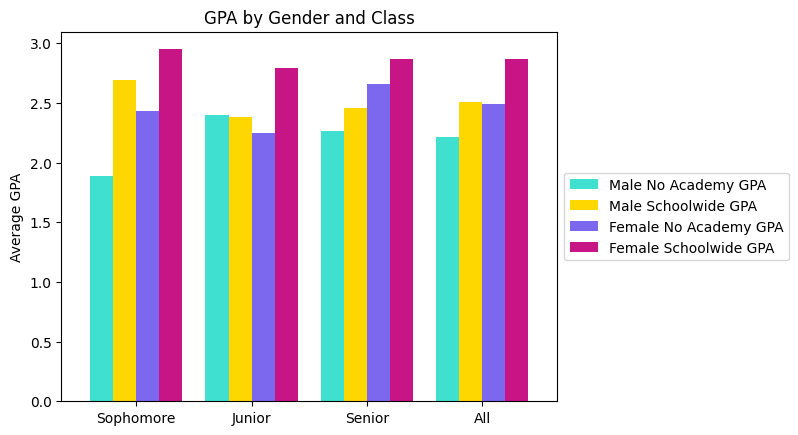 GPA by Gender and Class
Average GPA
3.0
2.5
2.0
1.5
1.0
0.5
0.0
Sophomore Junior Senior All
Male No Academy GPA
Male Schoolwide GPA
Female No Academy GPA
Female Schoolwide GPA